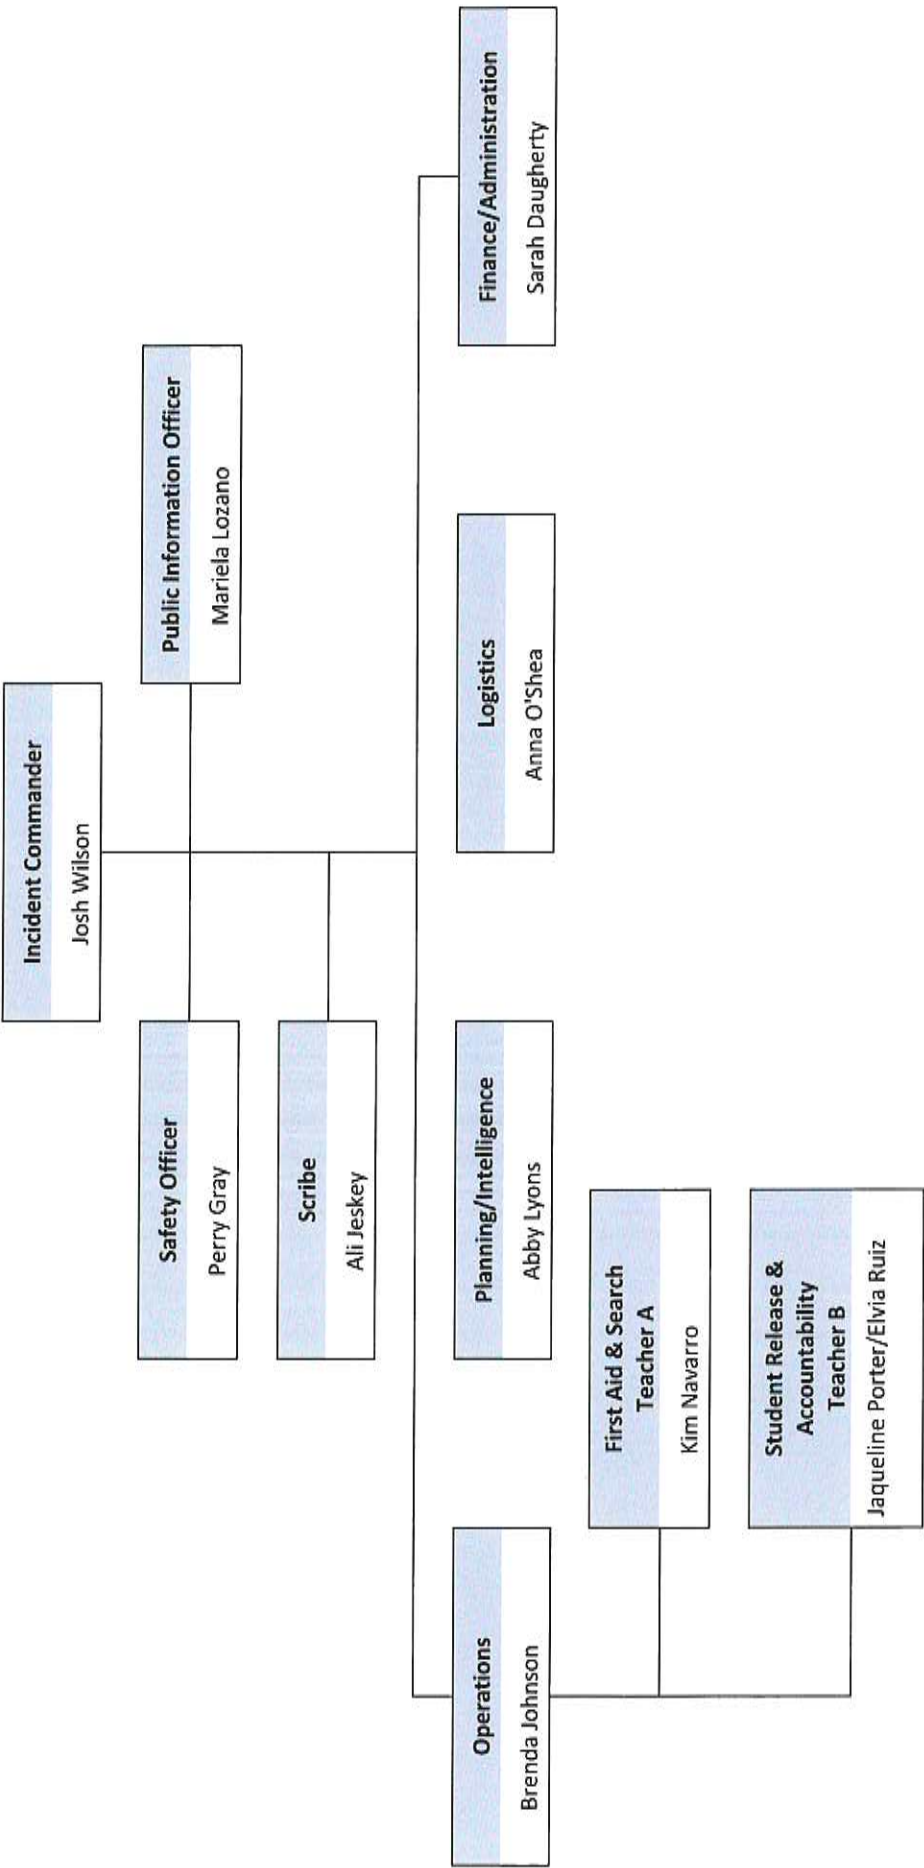 Incident Commander
Josh Wilson
Safety Officer
Perry Gray
Public Information Officer
Mariela Lozano
Scribe
Ali Jeskey
Operations
Brenda Johnson
Planning/Intelligence
Abby Lyons
Logistics
Anna O'Shea
Finance/Administration
Sarah Daugherty
First Aid & Search
Teacher A
Kim Navarro
Student Release &
Accountability
Teacher B
Jaqueline Porter/Elvia Ruiz